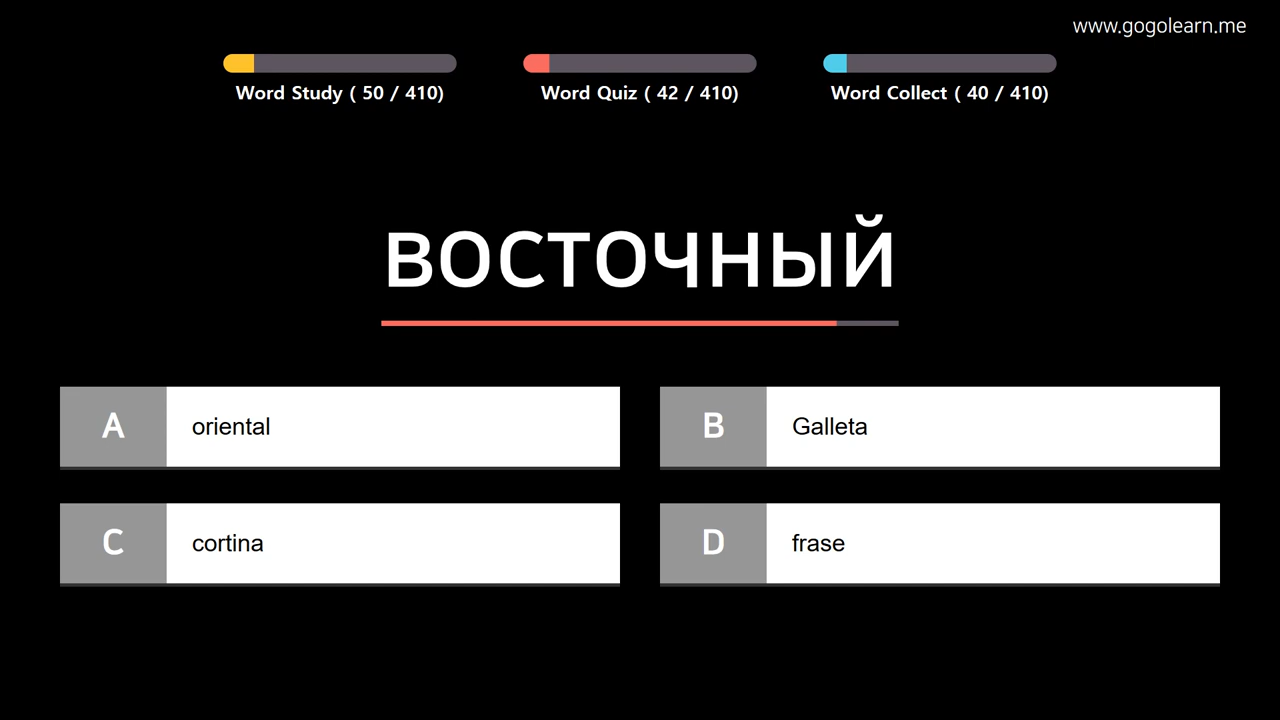 www.gogolearn.me
Word Study ( 50 / 410)
Word Quiz ( 42 / 410)
Word Collect ( 40 / 410)
восточный
A oriental
B Galleta
C cortina
D frase